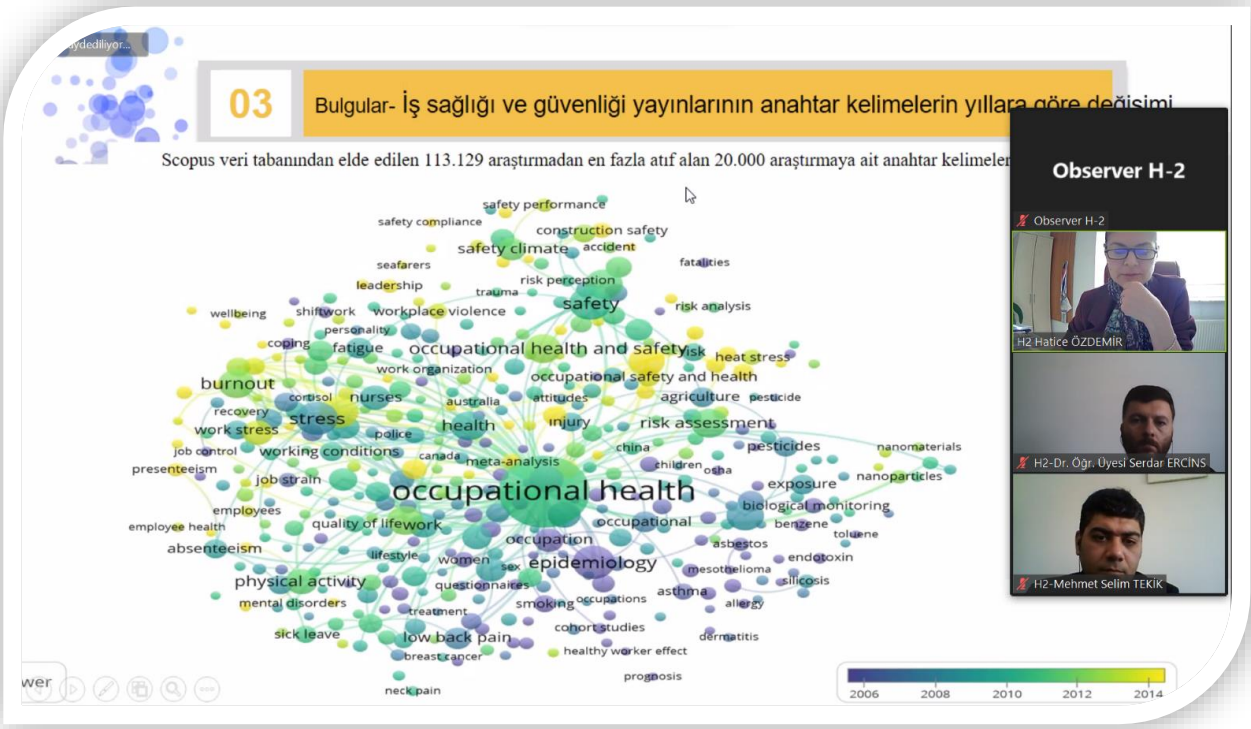 aydediliyor...
03
Bulgular- İş sağlığı ve güvenliği yayınlarının anahtar kelimelerin yıllara göre değişimi
Scopus veri tabanından elde edilen 113.129 araştırmadan en fazla atıf alan 20.000 araştırmaya ait anahtar kelimeler
Observer H-2
Observer H-2
H2 Hatice ÖZDEMİR
H2-Dr. Öğr. Üyesi Serdar ERCİNS
H2-Mehmet Selim TEKİK
safety performance
safety compliance
construction safety
safety climate
accident
fatalities
seafarers
risk perception
leadership
trauma
safety
risk analysis
wellbeing
shiftwork
workplace violence
personality
coping
fatigue
occupational health and safety
risk
heat stress
work organization
burnout
occupational safety and health
cortisol
nurses
australia
attitudes
agriculture
pesticide
recovery
stress
health
injury
risk assessment
work stress
police
job control
working conditions
canada
meta-analysis
china
pesticides
nanomaterials
presenteeism
job strain
children
osha
exposure
nanoparticles
occupational health
employees
biological monitoring
employee health
quality of life
work
occupational
benzene
toluene
absenteeism
occupation
asbestos
lifestyle
women
sex
epidemiology
mesothelioma
endotoxin
physical activity
questionnaires
asthma
silicosis
mental disorders
treatment
smoking
occupations
allergy
sick leave
low back pain
cohort studies
dermatitis
breast cancer
healthy worker effect
prognosis
neck pain
wer
2006
2008
2010
2012
2014